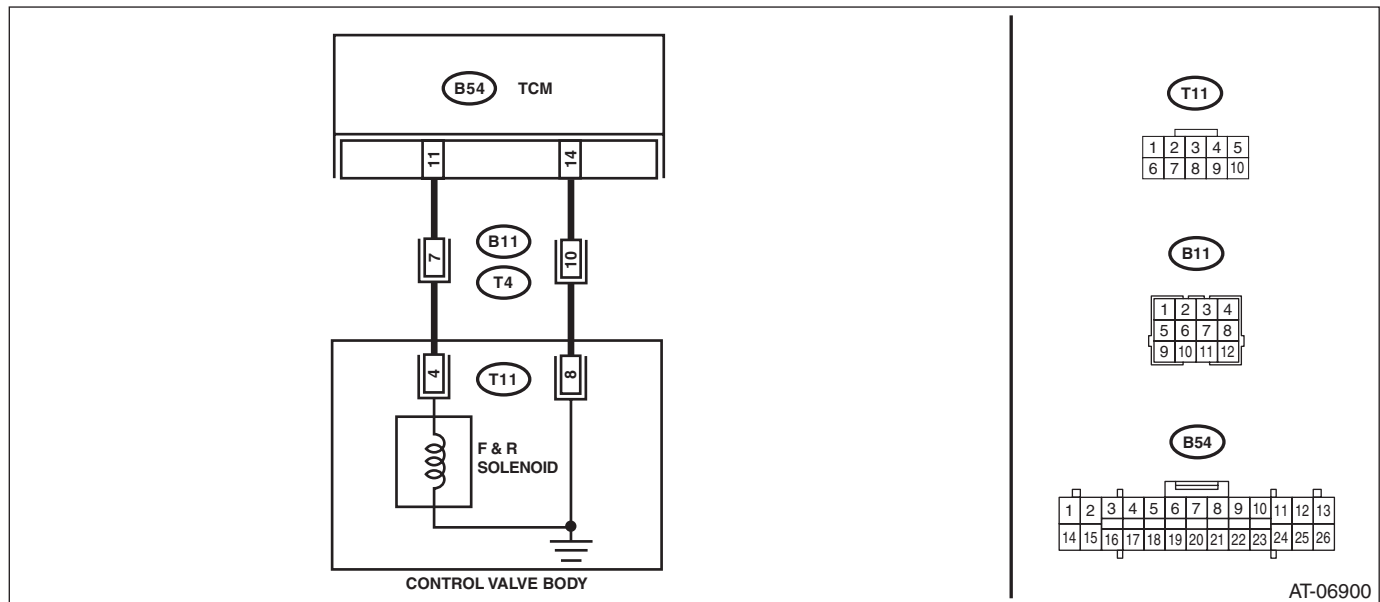 B54 TCM
11 14
7 B11 10
T4
4 T11 8
F & R
SOLENOID
CONTROL VALVE BODY
T11
1 2 3 4 5
6 7 8 9 10
B11
1 2 3 4
5 6 7 8
9 10 11 12
B54
1 2 3 4 5 6 7 8 9 10 11 12 13
14 15 16 17 18 19 20 21 22 23 24 25 26
AT-06900